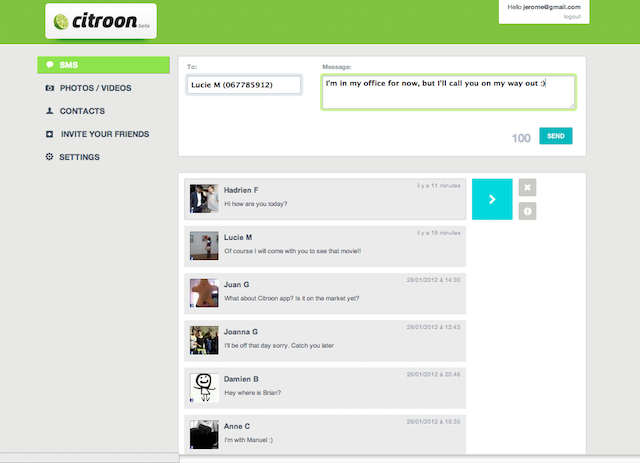 citroon beta
Hello jerome@gmail.com
logout
SMS
PHOTOS / VIDEOS
CONTACTS
INVITE YOUR FRIENDS
SETTINGS
To:
Lucie M (067785912)
Message:
I'm in my office for now, but I'll call you on my way out :)
100
SEND
Hadrien F
il y a 11 minutes
Hi how are you today?
Lucie M
il y a 16 minutes
Of course I will come with you to see that movie!!
Juan G
28/01/2012 à 14:30
What about Citroon app? Is it on the market yet?
Joanna G
28/01/2012 à 12:43
I'll be off that day sorry. Catch you later
Damien B
26/01/2012 à 20:48
Hey where is Brian?
Anne C
26/01/2012 à 19:35
I'm with Manuel :)